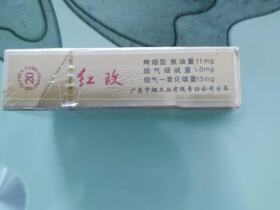 红玫
烤烟型 焦油量11mg
烟气烟碱量 1.0mg
烟气一氧化碳量13mg
广东中烟工业有限责任公司出品